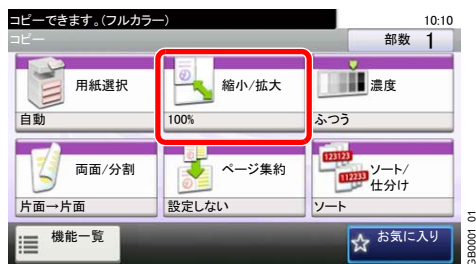 コピーできます。(フルカラー)
10:10
コピー
部数 1
用紙選択
自動
縮小/拡大
100%
濃度
ふつう
両面/分割
片面→片面
ページ集約
設定しない
123123
112233
ソート/
仕分け
ソート
機能一覧
お気に入り
GB0001_01